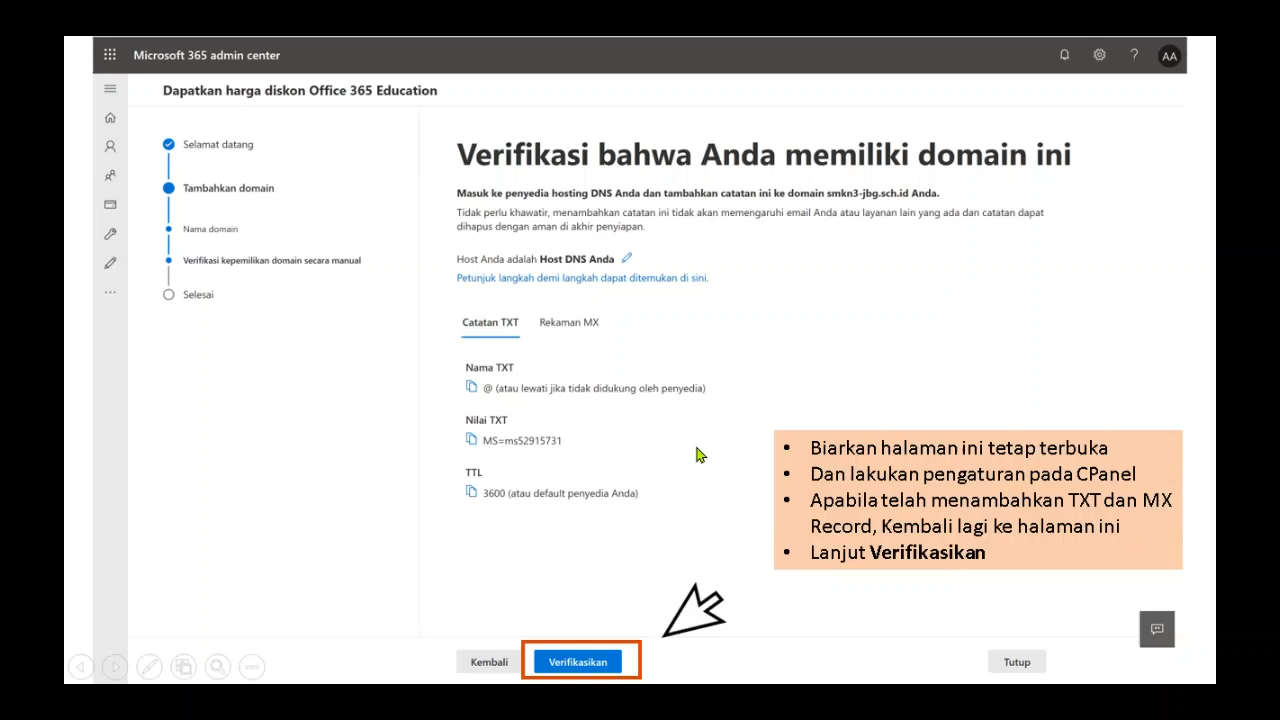 Microsoft 365 admin center
?
AA
Dapatkan harga diskon Office 365 Education
Selamat datang
Tambahkan domain
Nama domain
Verifikasi kepemilikan domain secara manual
Selesai
Verifikasi bahwa Anda memiliki domain ini
Masuk ke penyedia hosting DNS Anda dan tambahkan catatan ini ke domain smkn3-jbg.sch.id Anda.
Tidak perlu khawatir, menambahkan catatan ini tidak akan memengaruhi email Anda atau layanan lain yang ada dan catatan dapat
dihapus dengan aman di akhir penyiapan.
Host Anda adalah Host DNS Anda
Petunjuk langkah demi langkah dapat ditemukan di sini.
Catatan TXT Rekaman MX
Nama TXT
@ (atau lewati jika tidak didukung oleh penyedia)
Nilai TXT
MS=ms52915731
TTL
3600 (atau default penyedia Anda)
• Biarkan halaman ini tetap terbuka
• Dan lakukan pengaturan pada CPanel
• Apabila telah menambahkan TXT dan MX
Record, Kembali lagi ke halaman ini
• Lanjut Verifikasikan
Kembali
Verifikasikan
Tutup